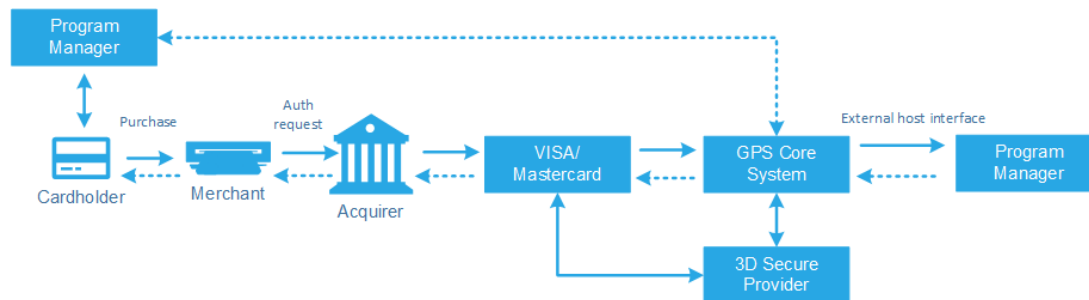 Program
Manager
Purchase
Auth
request
External host interface
VISA/
Mastercard
GPS Core
System
Program
Manager
Cardholder
Merchant
Acquirer
3D Secure
Provider